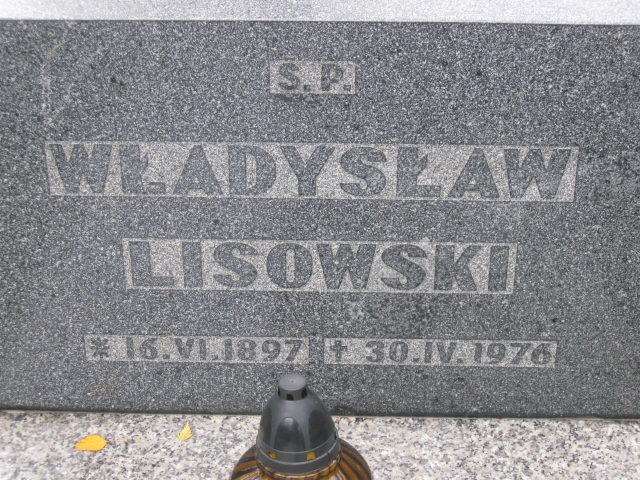 S.P.
WŁADYSŁAW
LISOWSKI
* 16.VI.1897 ✝ 30.IV.1976